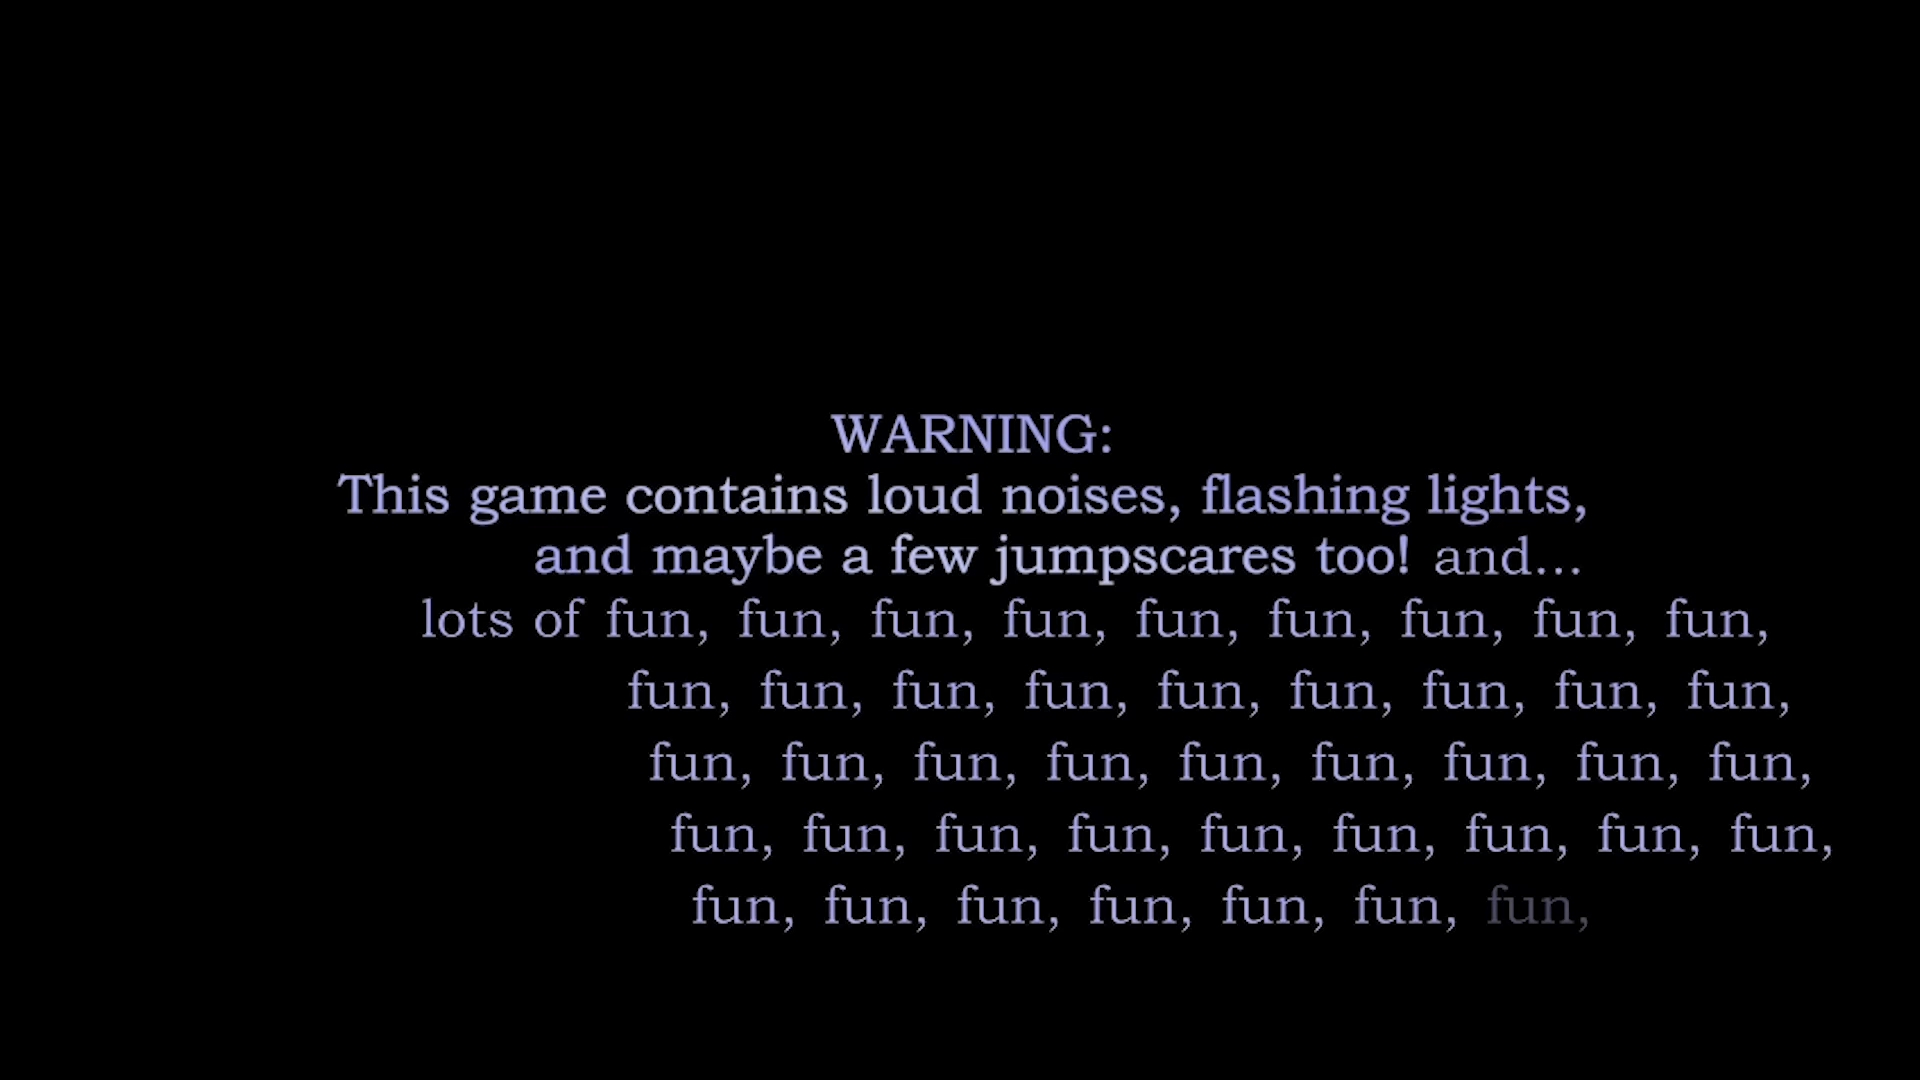 WARNING:
This game contains loud noises, flashing lights,
and maybe a few jumpscares too! and...
lots of fun, fun, fun, fun, fun, fun, fun, fun, fun,
fun, fun, fun, fun, fun, fun, fun, fun, fun,
fun, fun, fun, fun, fun, fun, fun, fun, fun,
fun, fun, fun, fun, fun, fun, fun, fun, fun,
fun, fun, fun, fun, fun, fun, fun,